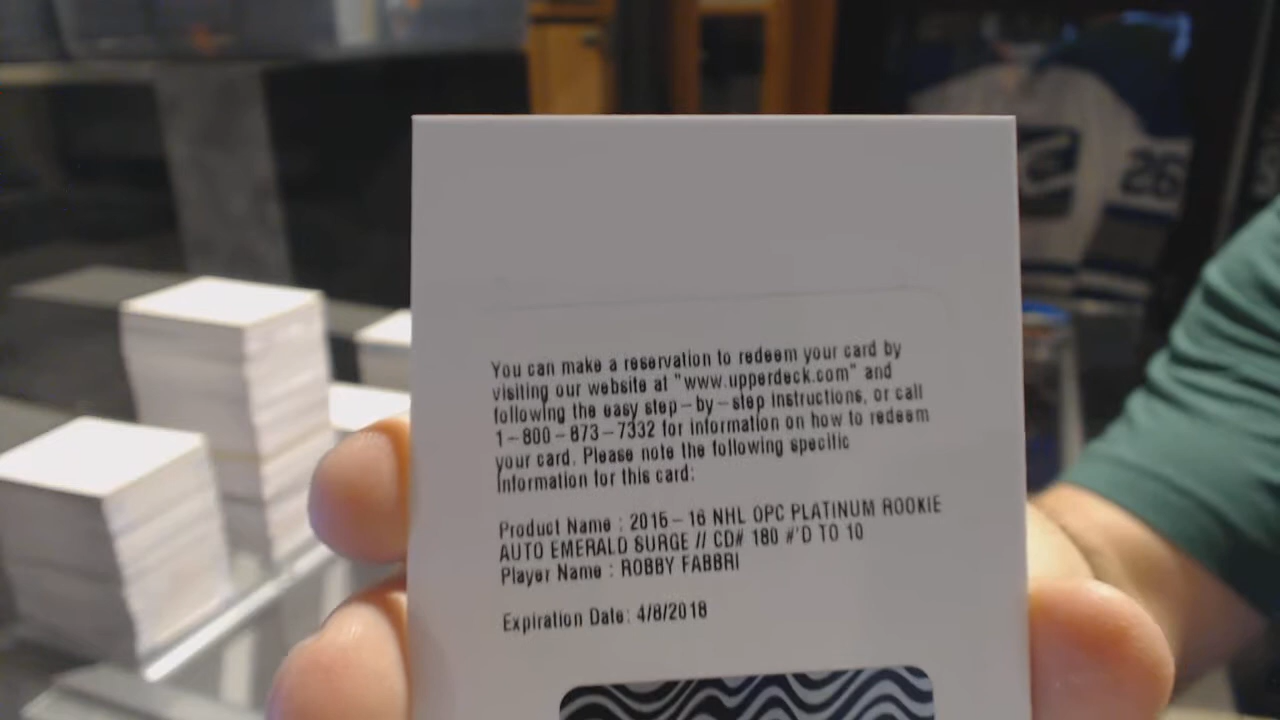 You can make a reservation to redeem your card by
visiting our website at "www.upperdeck.com" and
following the easy step-by-step instructions, or call
1-800-873-7332 for information on how to redeem
your card. Please note the following specific
information for this card:
Product Name : 2015-16 NHL OPC PLATINUM ROOKIE
AUTO EMERALD SURGE // CD# 180 #'D TO 10
Player Name : ROBBY FABBRI
Expiration Date: 4/8/2018
26